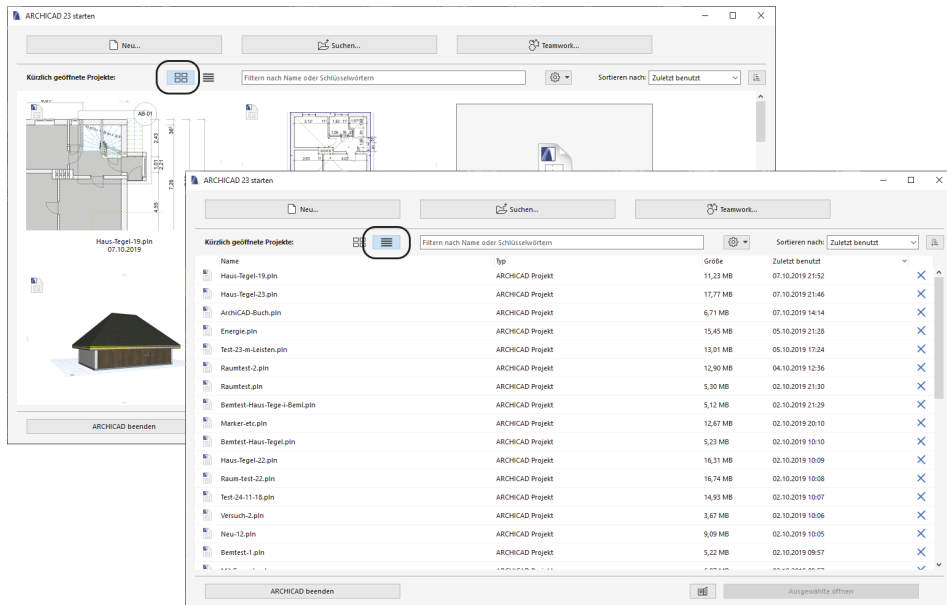 ARCHICAD 23 starten
Neu...
Suchen...
Teamwork...
Kürzlich geöffnete Projekte:
Filtern nach Name oder Schlüsselwörtern
Sortieren nach: Zuletzt benutzt
AB-01
2,43
36⁵
1,01
2,21
7,26
4,55
Haus-Tegel-19.pln
07.10.2019
ARCHICAD beenden
ARCHICAD 23 starten
Neu...
Suchen...
Teamwork...
Kürzlich geöffnete Projekte:
Filtern nach Name oder Schlüsselwörtern
Sortieren nach: Zuletzt benutzt
Name Typ Größe Zuletzt benutzt
Haus-Tegel-19.pln ARCHICAD Projekt 11,23 MB 07.10.2019 21:52
Haus-Tegel-23.pln ARCHICAD Projekt 17,77 MB 07.10.2019 21:46
ArchiCAD-Buch.pln ARCHICAD Projekt 6,71 MB 07.10.2019 14:14
Energie.pln ARCHICAD Projekt 15,45 MB 05.10.2019 21:28
Test-23-m-Leisten.pln ARCHICAD Projekt 13,01 MB 05.10.2019 17:24
Raumtest-2.pln ARCHICAD Projekt 12,90 MB 04.10.2019 12:36
Raumtest.pln ARCHICAD Projekt 5,30 MB 02.10.2019 21:30
Bemtest-Haus-Tege-i-Beml.pln ARCHICAD Projekt 5,12 MB 02.10.2019 21:29
Marker-etc.pln ARCHICAD Projekt 12,67 MB 02.10.2019 20:10
Bemtest-Haus-Tegel.pln ARCHICAD Projekt 5,23 MB 02.10.2019 10:10
Haus-Tegel-22.pln ARCHICAD Projekt 16,31 MB 02.10.2019 10:09
Raum-test-22.pln ARCHICAD Projekt 16,74 MB 02.10.2019 10:08
Test-24-11-18.pln ARCHICAD Projekt 14,93 MB 02.10.2019 10:07
Versuch-2.pln ARCHICAD Projekt 3,67 MB 02.10.2019 10:06
Neu-12.pln ARCHICAD Projekt 9,09 MB 02.10.2019 10:05
Bemtest-1.pln ARCHICAD Projekt 5,22 MB 02.10.2019 09:57
ARCHICAD beenden
Ausgewählte öffnen